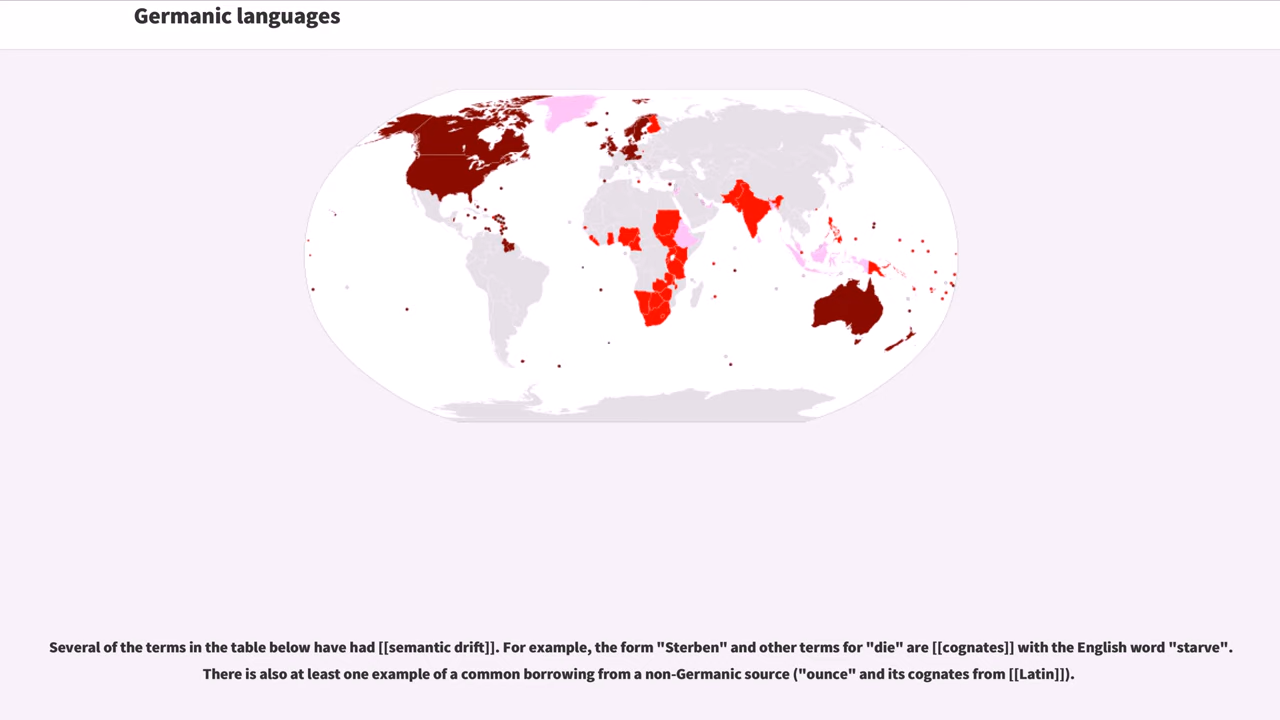 Germanic languages
Several of the terms in the table below have had [[semantic drift]]. For example, the form "Sterben" and other terms for "die" are [[cognates]] with the English word "starve".
There is also at least one example of a common borrowing from a non-Germanic source ("ounce" and its cognates from [[Latin]]).